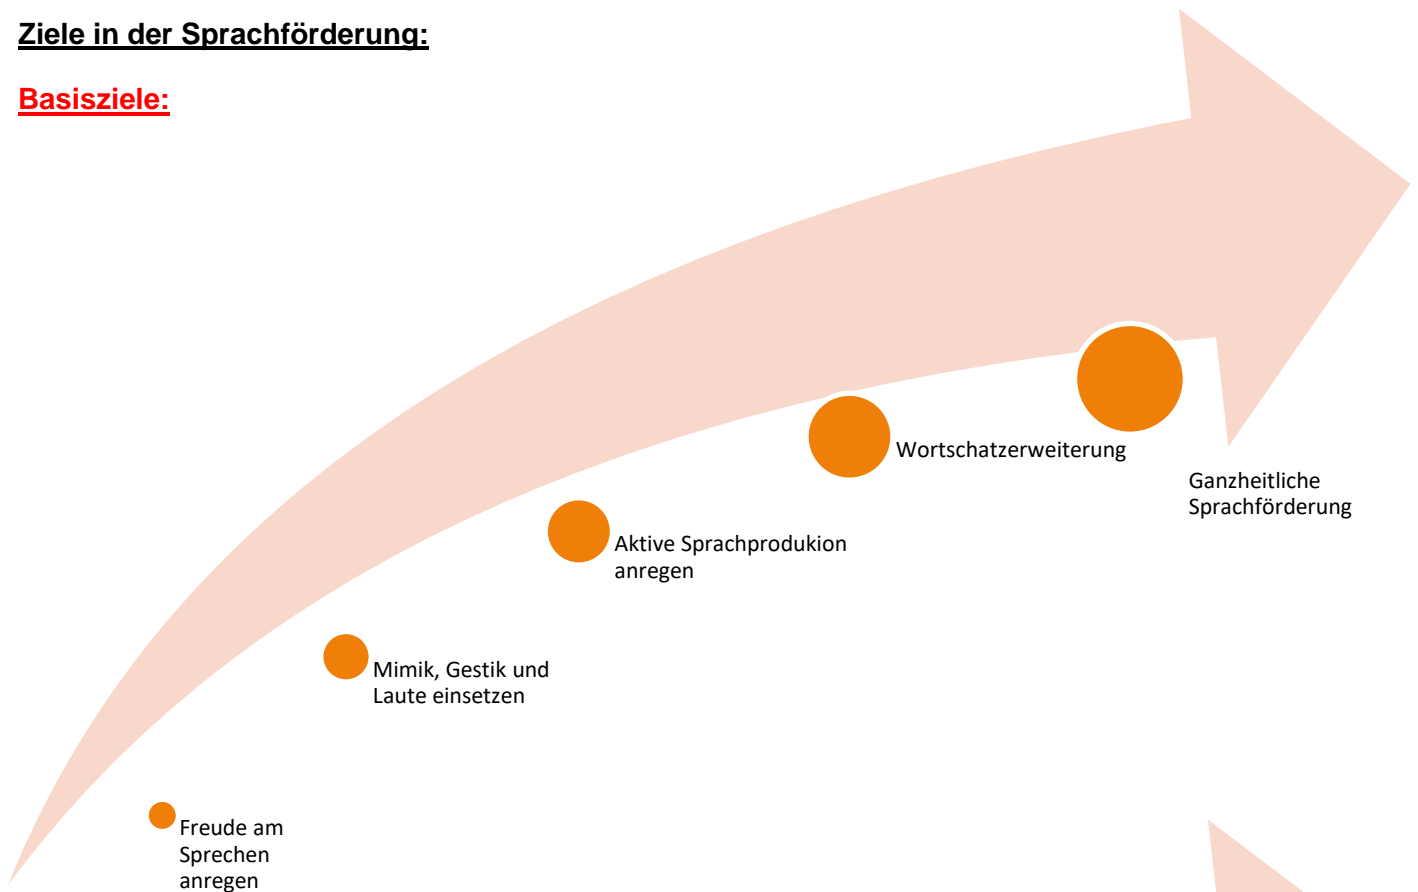 Ziele in der Sprachförderung:
Basisziele:
Wortschatzerweiterung
Ganzheitliche
Sprachförderung
Aktive Sprachprodukion
anregen
Mimik, Gestik und
Laute einsetzen
Freude am
Sprechen
anregen